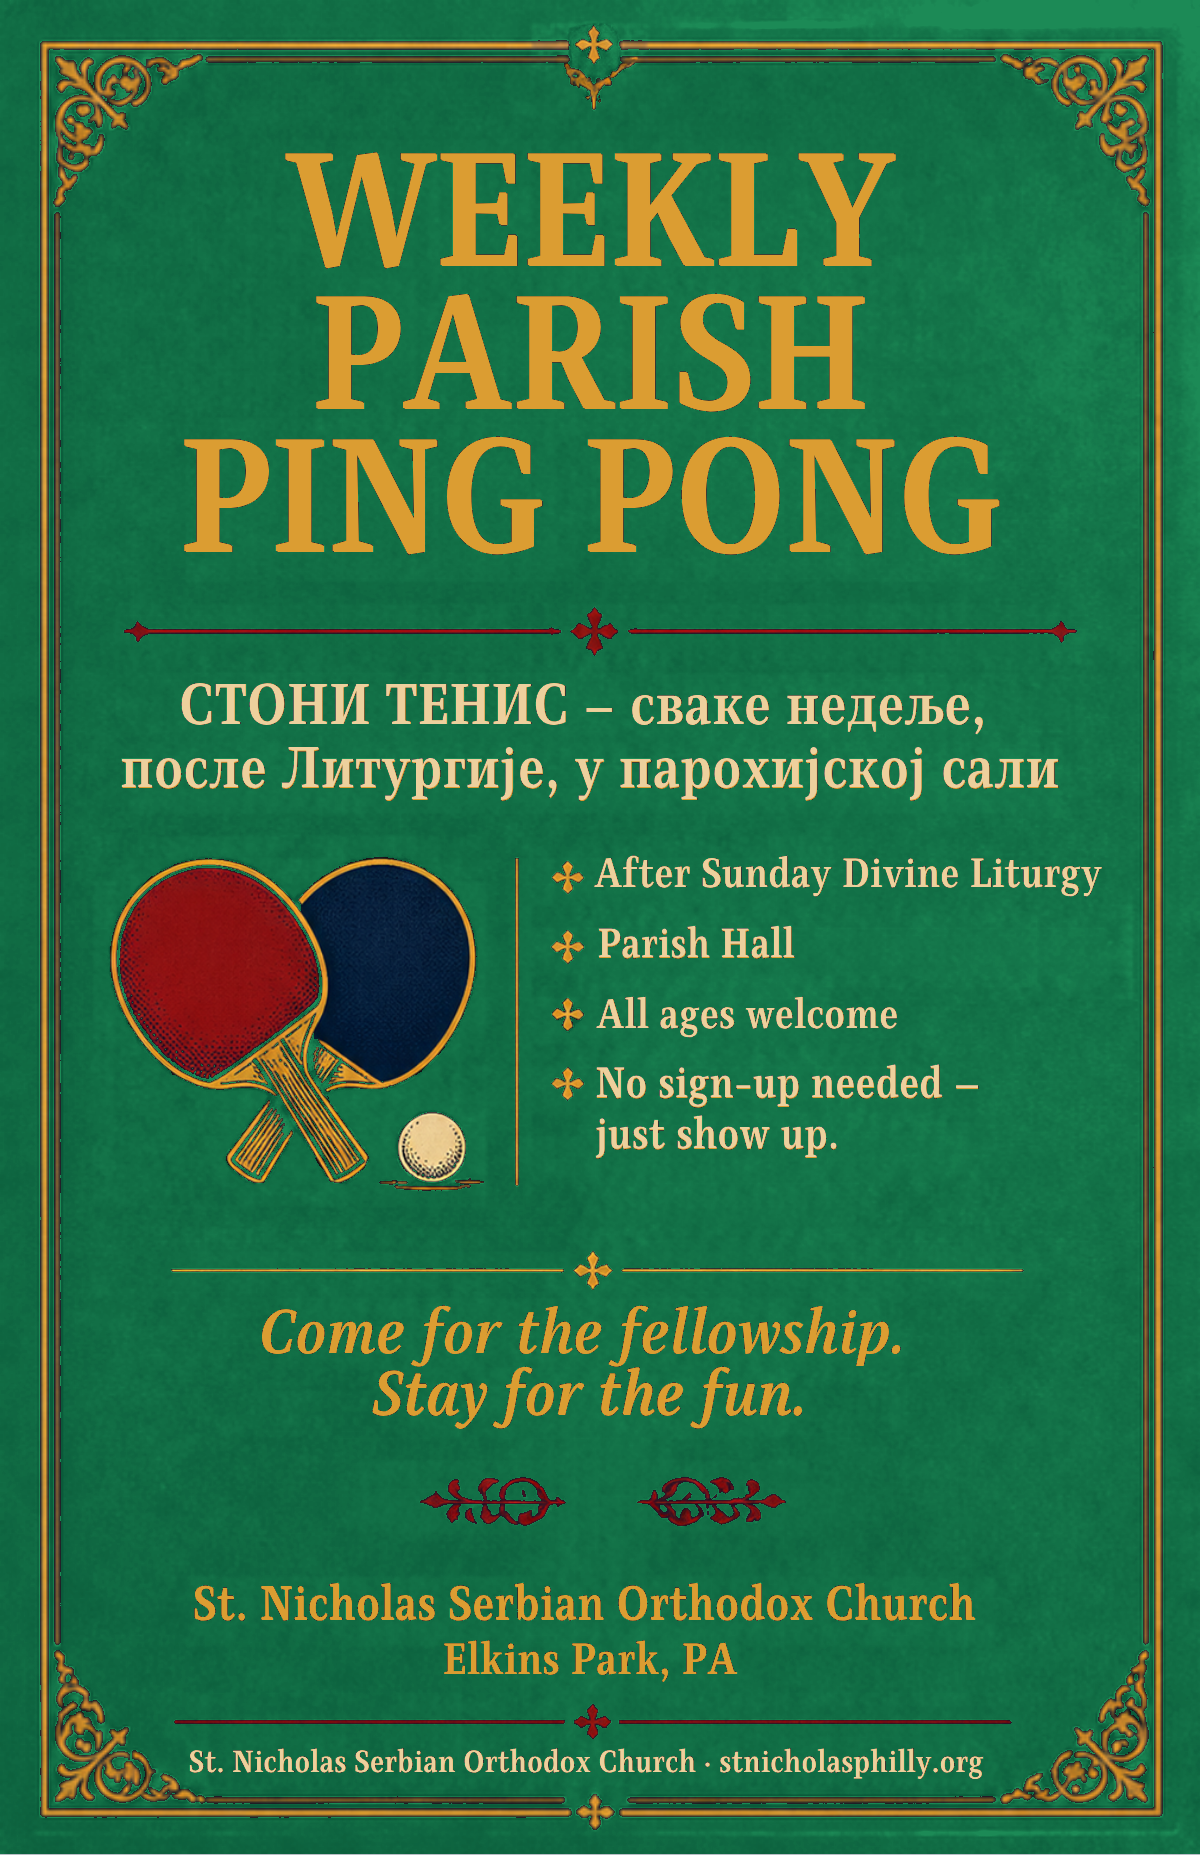 WEEKLY
PARISH
PING PONG
СТОНИ ТЕНИС – сваке недеље,
после Литургије, у парохијској сали
After Sunday Divine Liturgy
Parish Hall
All ages welcome
No sign-up needed –
just show up.
Come for the fellowship.
Stay for the fun.
St. Nicholas Serbian Orthodox Church
Elkins Park, PA
St. Nicholas Serbian Orthodox Church · stnicholasphilly.org